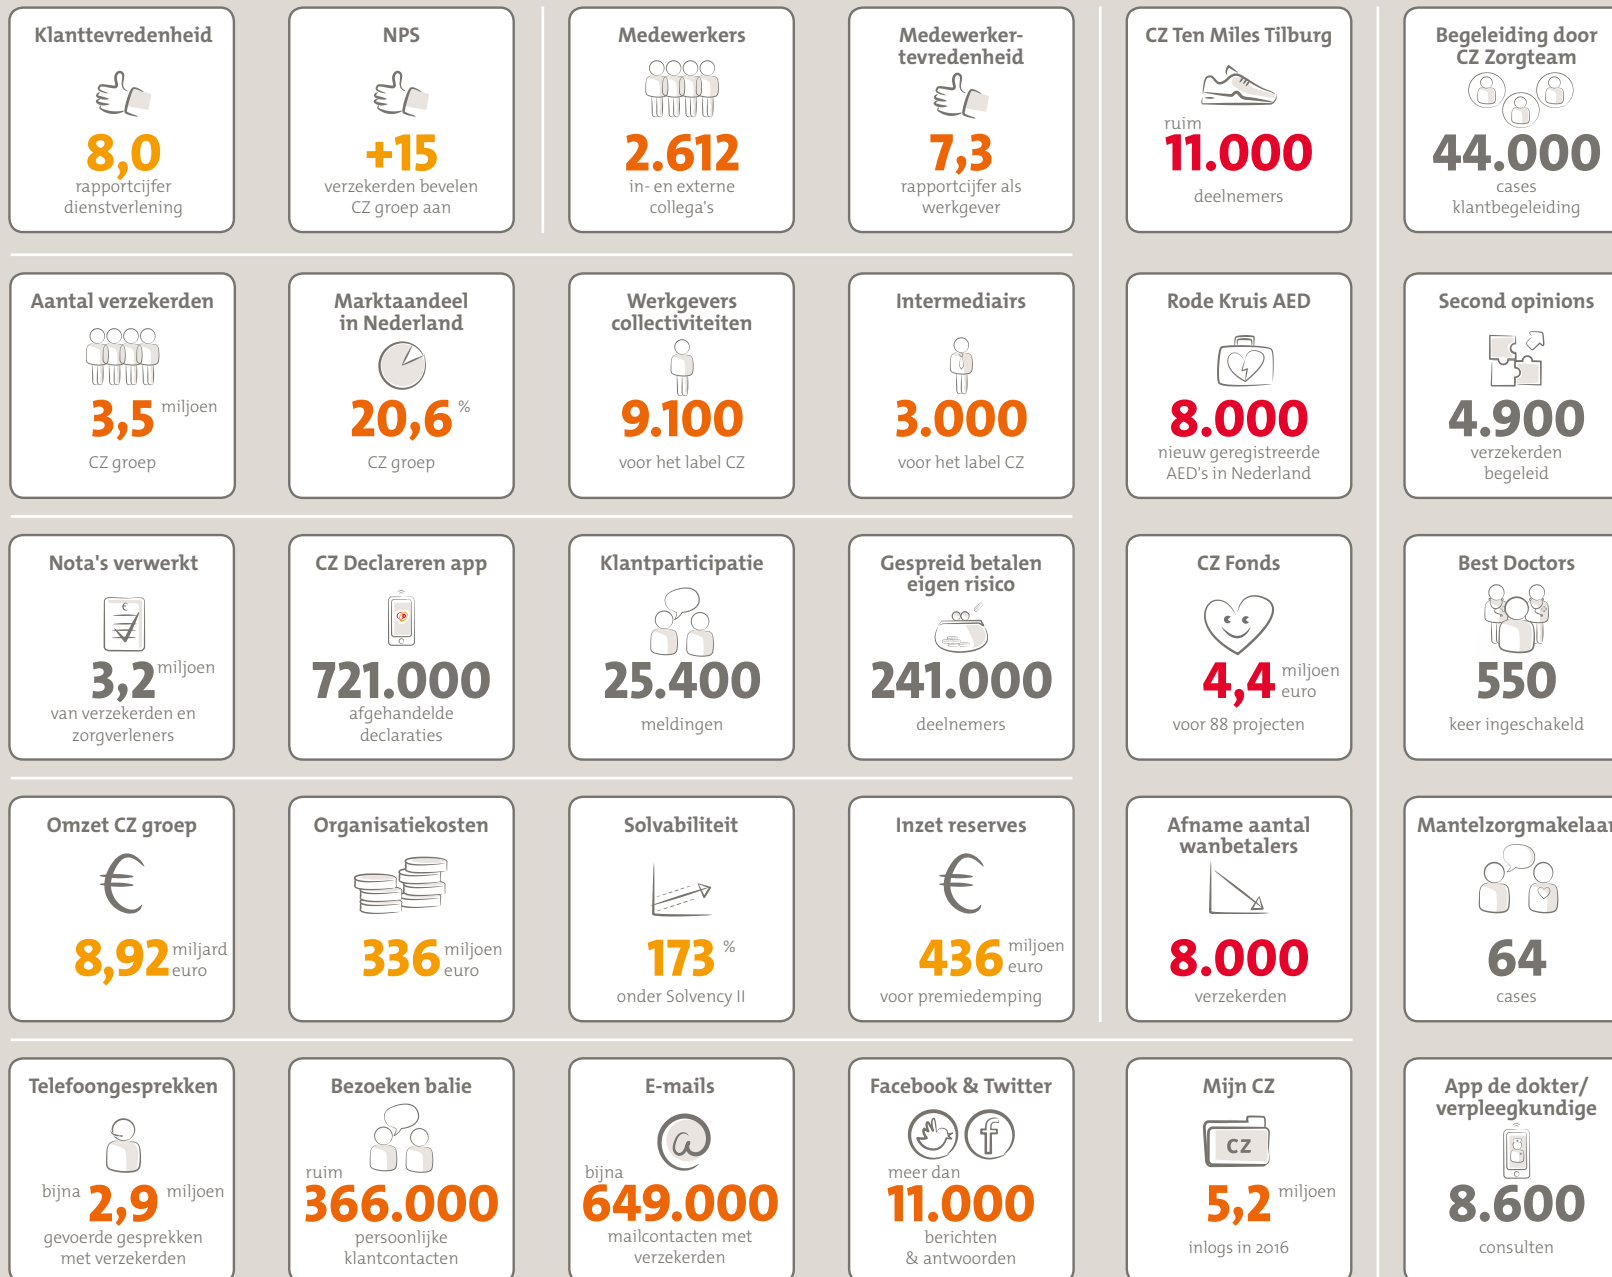 Klanttevredenheid
8,0
rapportcijfer
dienstverlening
NPS
+15
verzekerden bevelen
CZ groep aan
Medewerkers
2.612
in- en externe
collega's
Medewerker-
tevredenheid
7,3
rapportcijfer als
werkgever
CZ Ten Miles Tilburg
ruim
11.000
deelnemers
Begeleiding door
CZ Zorgteam
44.000
cases
klantbegeleiding
Aantal verzekerden
3,5 miljoen
CZ groep
Marktaandeel
in Nederland
20,6 %
CZ groep
Werkgevers
collectiviteiten
9.100
voor het label CZ
Intermediairs
3.000
voor het label CZ
Rode Kruis AED
8.000
nieuw geregistreerde
AED's in Nederland
Second opinions
4.900
verzekerden
begeleid
Nota's verwerkt
€
3,2 miljoen
van verzekerden en
zorgverleners
CZ Declareren app
721.000
afgehandelde
declaraties
Klantparticipatie
25.400
meldingen
Gespreid betalen
eigen risico
241.000
deelnemers
CZ Fonds
4,4 miljoen
euro
voor 88 projecten
Best Doctors
550
keer ingeschakeld
Omzet CZ groep
€
8,92 miljard
euro
Organisatiekosten
336 miljoen
euro
Solvabiliteit
173 %
onder Solvency II
Inzet reserves
€
436 miljoen
euro
voor premiedemping
Afname aantal
wanbetalers
8.000
verzekerden
Mantelzorgmakelaar
64
cases
Telefoongesprekken
bijna 2,9 miljoen
gevoerde gesprekken
met verzekerden
Bezoeken balie
ruim
366.000
persoonlijke
klantcontacten
E-mails
@
bijna
649.000
mailcontacten met
verzekerden
Facebook & Twitter
f
meer dan
11.000
berichten
& antwoorden
Mijn CZ
CZ
5,2 miljoen
inlogs in 2016
App de dokter/
verpleegkundige
8.600
consulten